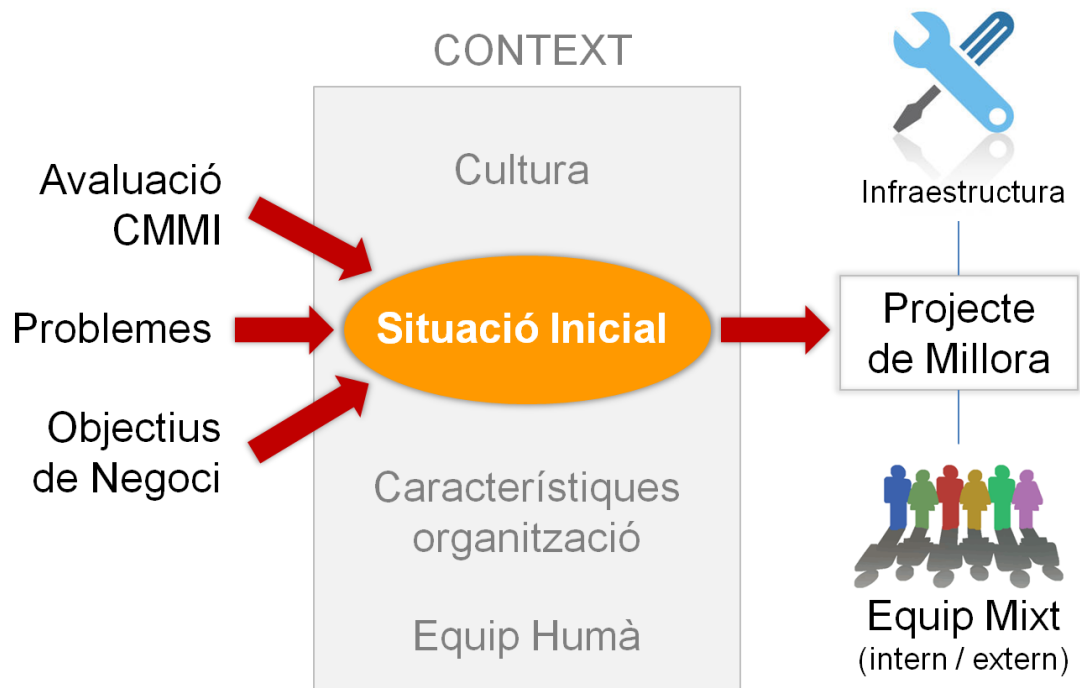 CONTEXT
Cultura
Avaluació
CMMI
Problemes
Objectius
de Negoci
Situació Inicial
Característiques
organització
Equip Humà
Infraestructura
Projecte
de Millora
Equip Mixt
(intern / extern)